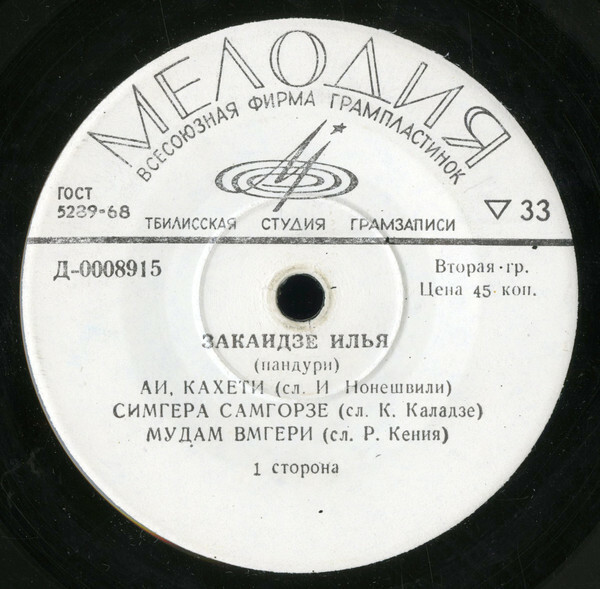 МЕЛОДИЯ
ВСЕСОЮЗНАЯ ФИРМА ГРАМПЛАСТИНОК
ГОСТ
5289-68
ТБИЛИССКАЯ СТУДИЯ ГРАМЗАПИСИ
▽ 33
Д-0008915
Вторая гр.
Цена 45 коп.
ЗАКАИДЗЕ ИЛЬЯ
(пандури)
АИ, КАХЕТИ (сл. И Нонешвили)
СИМГЕРА САМГОРЗЕ (сл. К. Каладзе)
МУДАМ ВМГЕРИ (сл. Р. Кения)
1 сторона